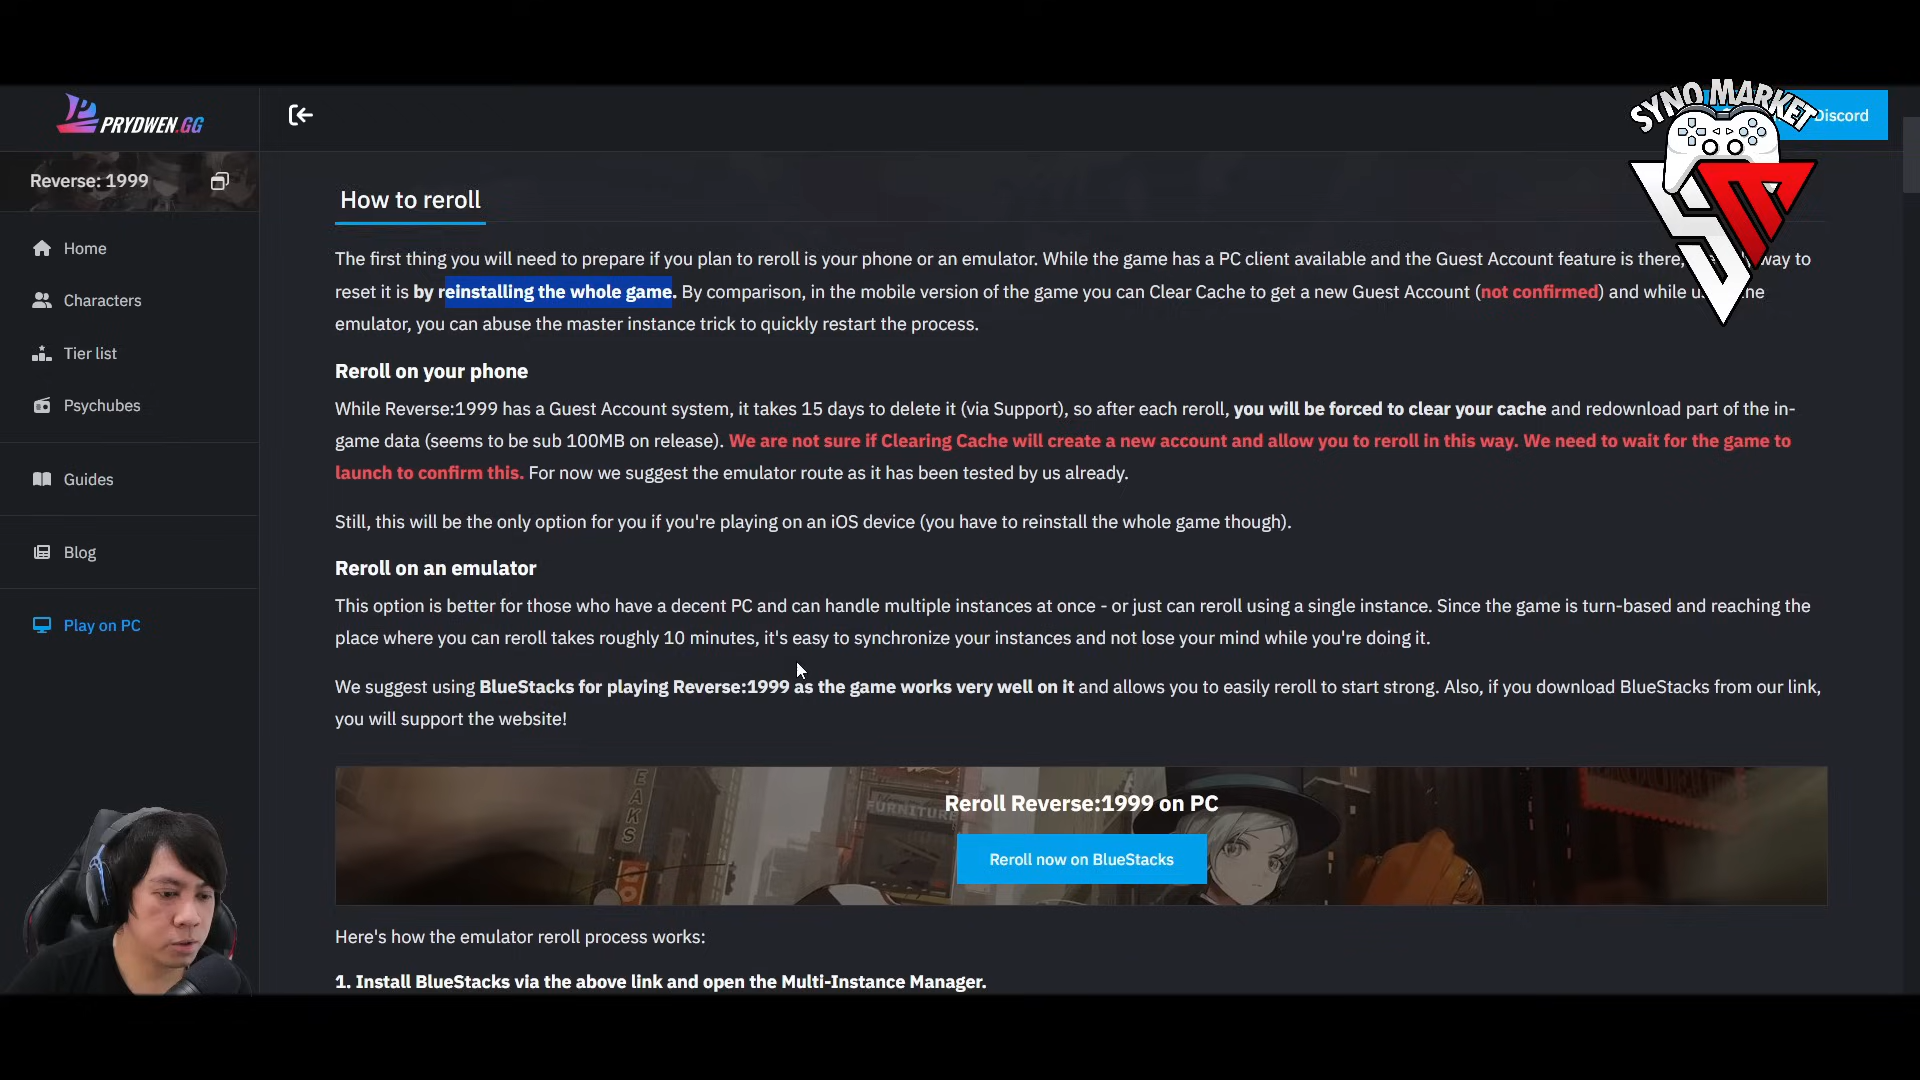 PRYDWEN.GG
SYNO MARKET
Discord
Reverse: 1999
Home
Characters
Tier list
Psychubes
Guides
Blog
Play on PC
How to reroll
The first thing you will need to prepare if you plan to reroll is your phone or an emulator. While the game has a PC client available and the Guest Account feature is there, way to
reset it is by reinstalling the whole game. By comparison, in the mobile version of the game you can Clear Cache to get a new Guest Account (not confirmed) and while
emulator, you can abuse the master instance trick to quickly restart the process.
Reroll on your phone
While Reverse:1999 has a Guest Account system, it takes 15 days to delete it (via Support), so after each reroll, you will be forced to clear your cache and redownload part of the in-
game data (seems to be sub 100MB on release). We are not sure if Clearing Cache will create a new account and allow you to reroll in this way. We need to wait for the game to
launch to confirm this. For now we suggest the emulator route as it has been tested by us already.
Still, this will be the only option for you if you're playing on an iOS device (you have to reinstall the whole game though).
Reroll on an emulator
This option is better for those who have a decent PC and can handle multiple instances at once - or just can reroll using a single instance. Since the game is turn-based and reaching the
place where you can reroll takes roughly 10 minutes, it's easy to synchronize your instances and not lose your mind while you're doing it.
We suggest using BlueStacks for playing Reverse:1999 as the game works very well on it and allows you to easily reroll to start strong. Also, if you download BlueStacks from our link,
you will support the website!
EAKS
FURNITURE
Reroll Reverse:1999 on PC
Reroll now on BlueStacks
Here's how the emulator reroll process works:
1. Install BlueStacks via the above link and open the Multi-Instance Manager.